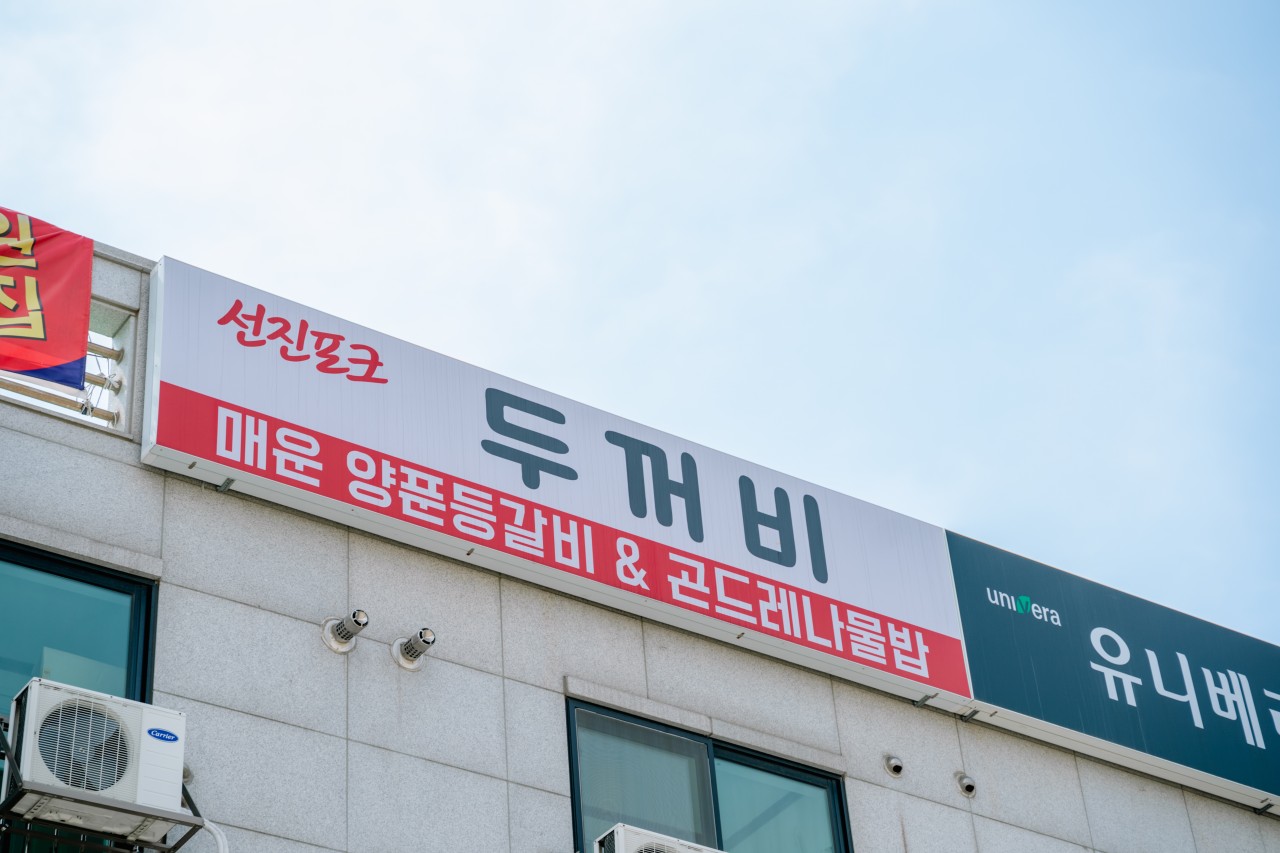 선진포크
두꺼비
매운 양푼등갈비 & 곤드레나물밥
univera
유니베
Carrier